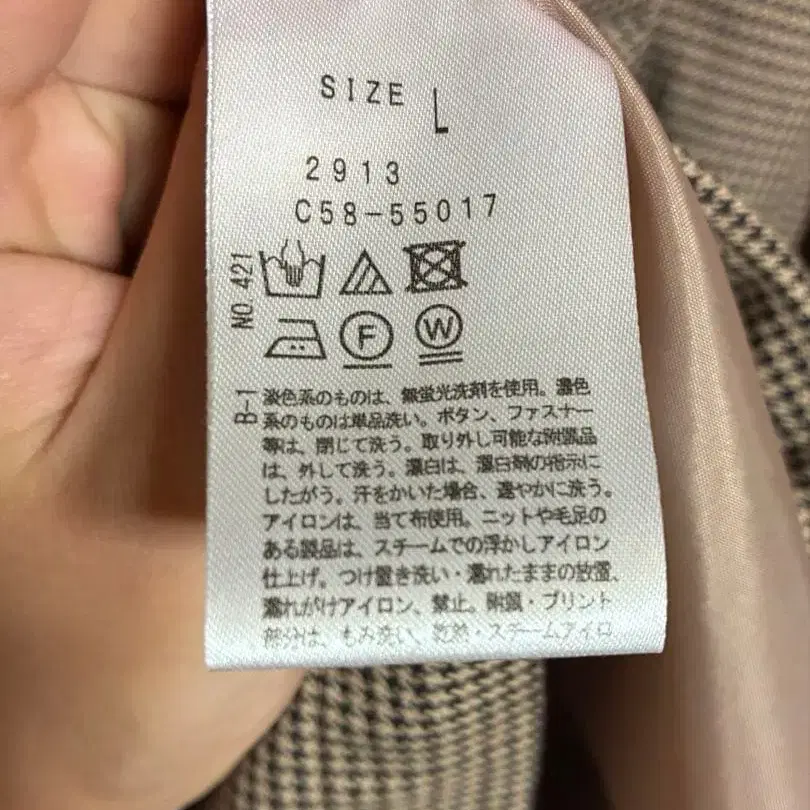 SIZE L
2913
C58-55017
NO 421
F
W
B-1
淡色系のものは、無蛍光洗剤を使用。濃色
系のものは単品洗い。ボタン、ファスナー
等は、閉じて洗う。取り外し可能な附属品
は、外して洗う。漂白は、漂白剤の指示に
したがう。汗をかいた場合、速やかに洗う。
アイロンは、当て布使用。ニットや毛足の
ある製品は、スチームでの浮かしアイロン
仕上げ。つけ置き洗い・濡れたままの放置、
濡れがけアイロン、禁止。附属・プリント
部分は、もみ洗い、乾燥・スチームアイロ